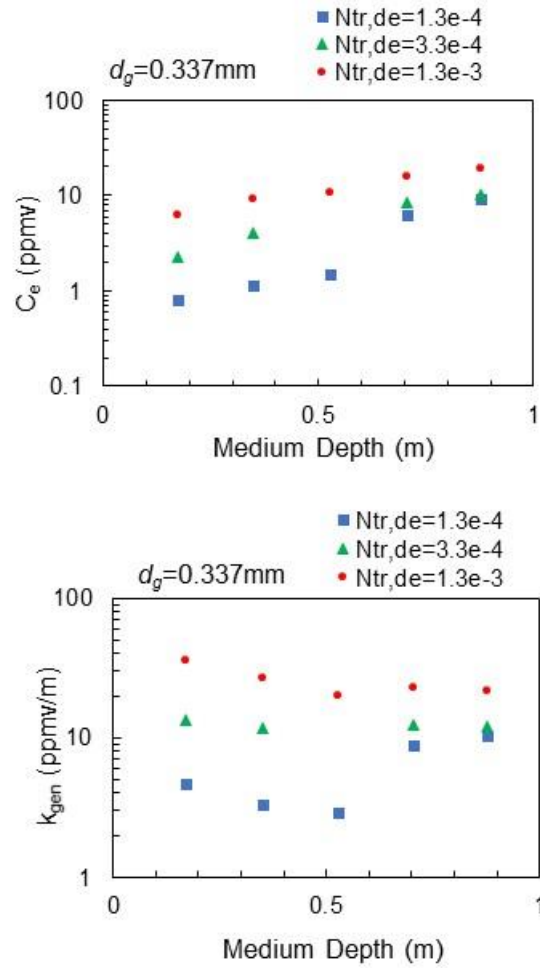 Ntr,de=1.3e-4
Ntr,de=3.3e-4
dg=0.337mm
Ntr,de=1.3e-3
100
10
1
0.1
Ce (ppmv)
0
0.5
1
Medium Depth (m)
Ntr,de=1.3e-4
Ntr,de=3.3e-4
dg=0.337mm
Ntr,de=1.3e-3
100
10
1
kgen (ppmv/m)
0
0.5
1
Medium Depth (m)